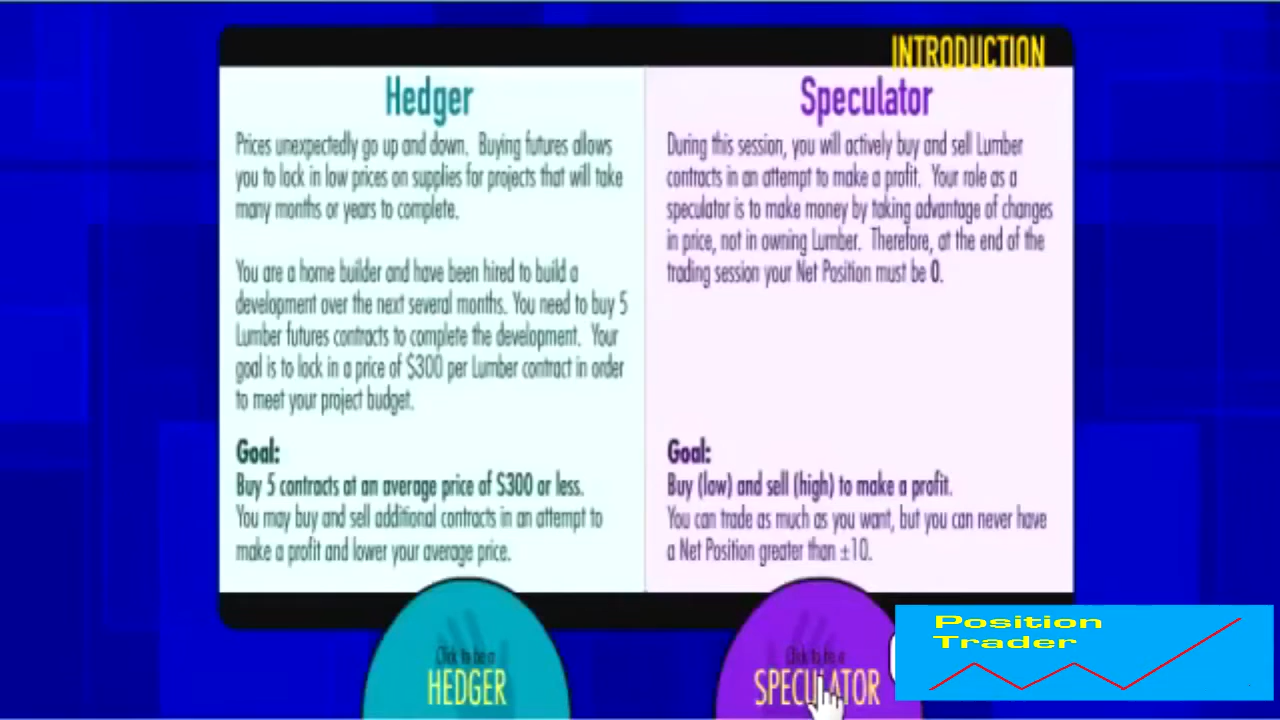 INTRODUCTION
Hedger
Prices unexpectedly go up and down. Buying futures allows
you to lock in low prices on supplies for projects that will take
many months or years to complete.
You are a home builder and have been hired to build a
development over the next several months. You need to buy 5
Lumber futures contracts to complete the development. Your
goal is to lock in a price of $300 per Lumber contract in order
to meet your project budget.
Goal:
Buy 5 contracts at an average price of $300 or less.
You may buy and sell additional contracts in an attempt to
make a profit and lower your average price.
Speculator
During this session, you will actively buy and sell Lumber
contracts in an attempt to make a profit. Your role as a
speculator is to make money by taking advantage of changes
in price, not in owning Lumber. Therefore, at the end of the
trading session your Net Position must be 0.
Goal:
Buy (low) and sell (high) to make a profit.
You can trade as much as you want, but you can never have
a Net Position greater than ±10.
Click to be a
HEDGER
Click to be a
SPECULATOR
Position
Trader